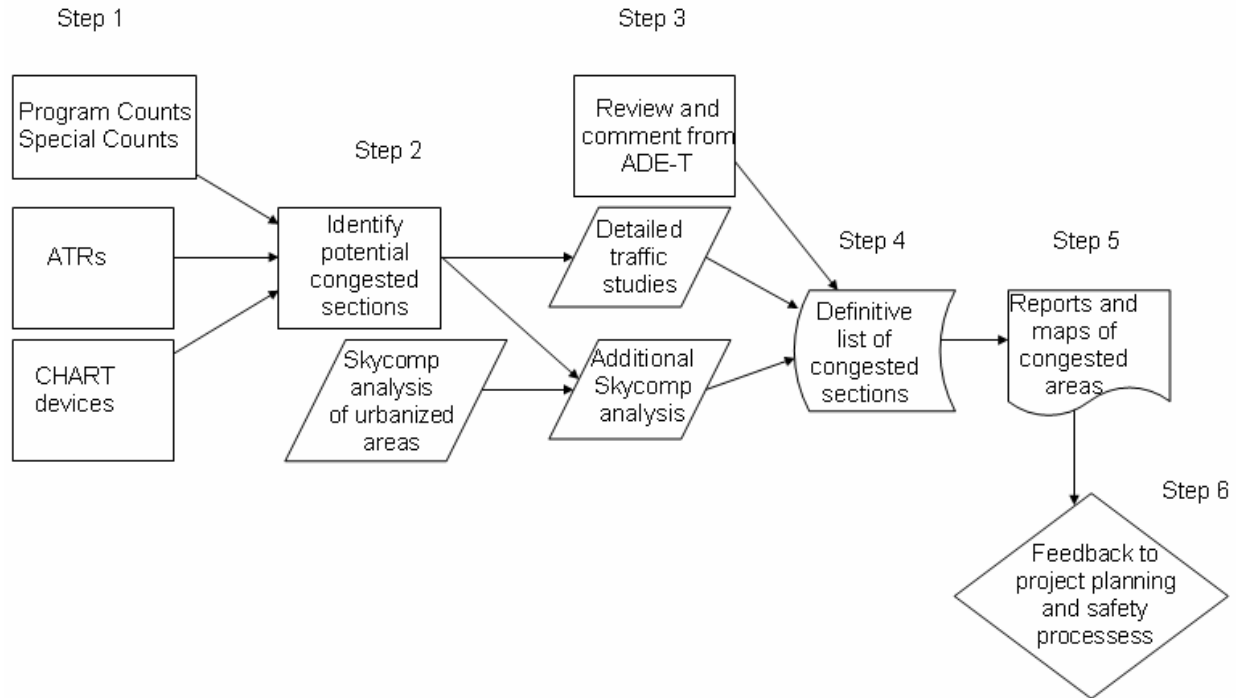 Step 1
Program Counts
Special Counts
ATRs
CHART
devices
Step 2
Identify
potential
congested
sections
Skycomp
analysis
of urbanized
areas
Step 3
Review and
comment from
ADE-T
Detailed
traffic
studies
Additional
Skycomp
analysis
Step 4
Definitive
list of
congested
sections
Step 5
Reports and
maps of
congested
areas
Step 6
Feedback to
project planning
and safety
processess